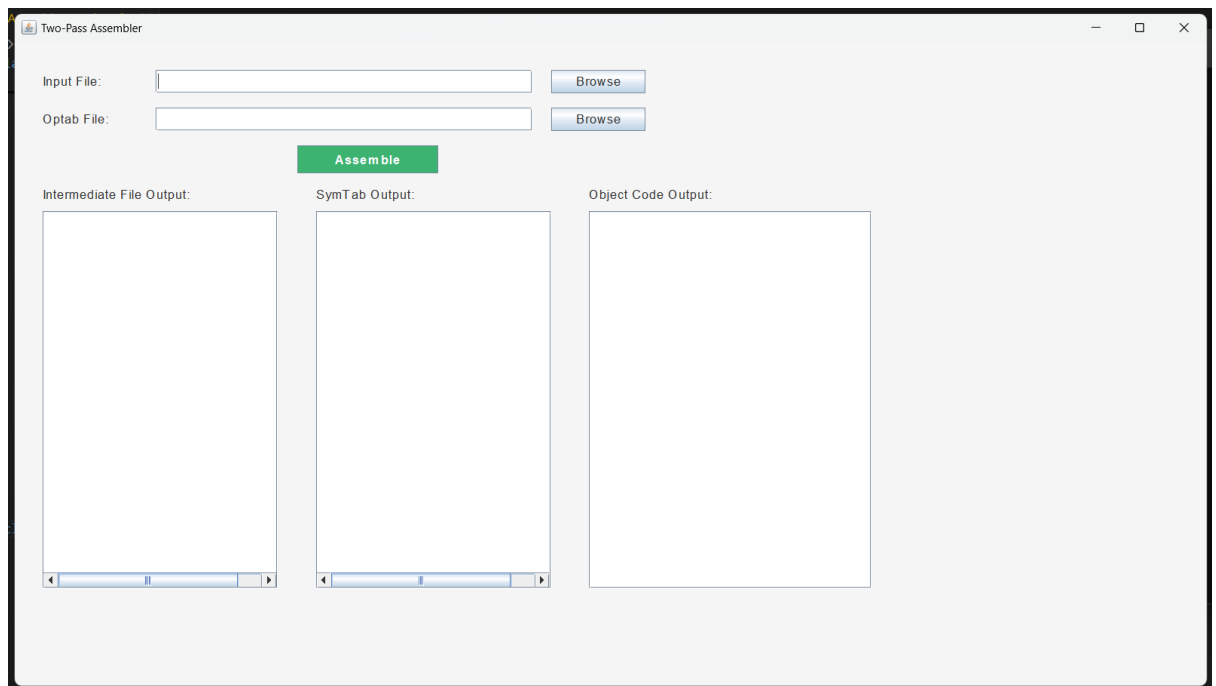 Two-Pass Assembler
Input File:
Browse
Optab File:
Browse
Assemble
Intermediate File Output:
SymTab Output:
Object Code Output: